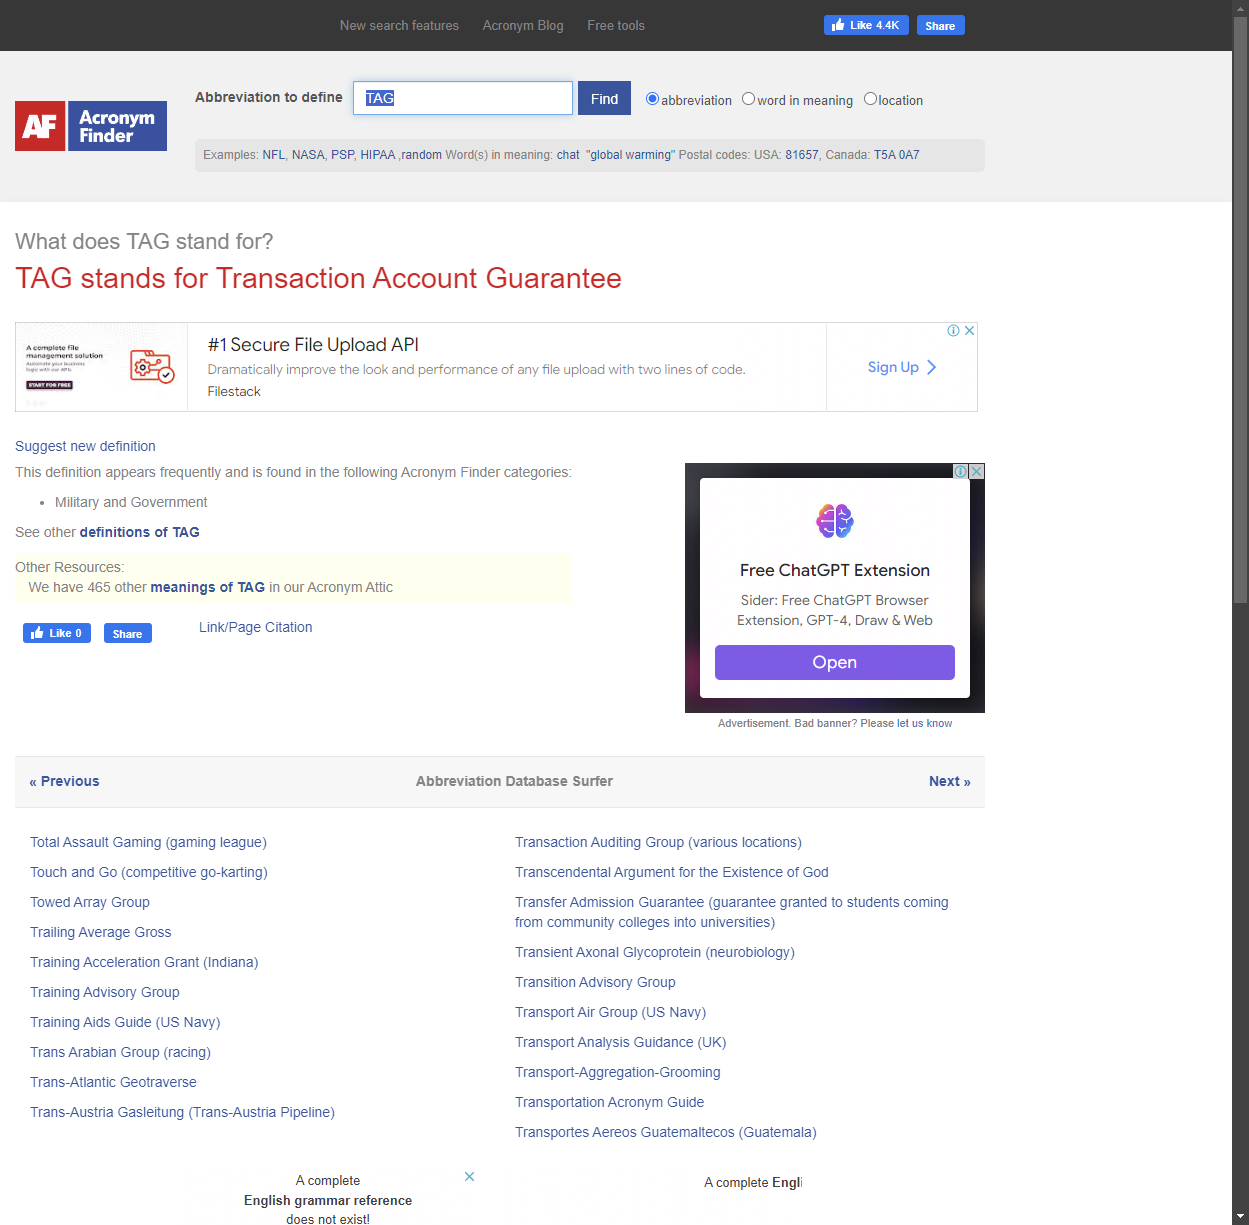 New search features Acronym Blog Free tools Like 4.4K Share
AF Acronym Finder
Abbreviation to define TAG Find abbreviation word in meaning location
Examples: NFL, NASA, PSP, HIPAA ,random Word(s) in meaning: chat "global warming" Postal codes: USA: 81657, Canada: T5A 0A7
What does TAG stand for?
TAG stands for Transaction Account Guarantee
A complete file
management solution
Automate your business
logic with our APIs
START FOR FREE
#1 Secure File Upload API
Dramatically improve the look and performance of any file upload with two lines of code.
Filestack
Sign Up
Suggest new definition
This definition appears frequently and is found in the following Acronym Finder categories:
• Military and Government
See other definitions of TAG
Other Resources:
We have 465 other meanings of TAG in our Acronym Attic
Like 0 Share Link/Page Citation
Free ChatGPT Extension
Sider: Free ChatGPT Browser
Extension, GPT-4, Draw & Web
Open
Advertisement. Bad banner? Please let us know
« Previous Abbreviation Database Surfer Next »
Total Assault Gaming (gaming league)
Touch and Go (competitive go-karting)
Towed Array Group
Trailing Average Gross
Training Acceleration Grant (Indiana)
Training Advisory Group
Training Aids Guide (US Navy)
Trans Arabian Group (racing)
Trans-Atlantic Geotraverse
Trans-Austria Gasleitung (Trans-Austria Pipeline)
Transaction Auditing Group (various locations)
Transcendental Argument for the Existence of God
Transfer Admission Guarantee (guarantee granted to students coming
from community colleges into universities)
Transient Axonal Glycoprotein (neurobiology)
Transition Advisory Group
Transport Air Group (US Navy)
Transport Analysis Guidance (UK)
Transport-Aggregation-Grooming
Transportation Acronym Guide
Transportes Aereos Guatemaltecos (Guatemala)
A complete
English grammar reference
does not exist!
A complete Engli